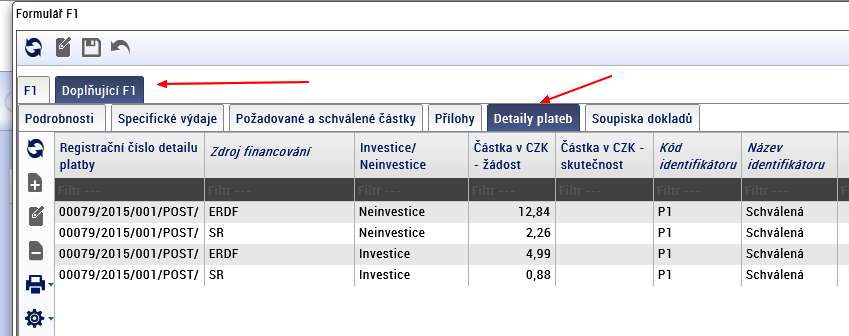 Formulář F1
F1 Doplňující F1
Podrobnosti Specifické výdaje Požadované a schválené částky Přílohy Detaily plateb Soupiska dokladů
Registrační číslo detailu platby Zdroj financování Investice/ Neinvestice Částka v CZK - žádost Částka v CZK - skutečnost Kód identifikátoru Název identifikátoru
Filtr --- Filtr --- Filtr --- Filtr --- Filtr --- Filtr --- Filtr ---
00079/2015/001/POST/ ERDF Neinvestice 12,84 P1 Schválená
00079/2015/001/POST/ SR Neinvestice 2,26 P1 Schválená
00079/2015/001/POST/ ERDF Investice 4,99 P1 Schválená
00079/2015/001/POST/ SR Investice 0,88 P1 Schválená